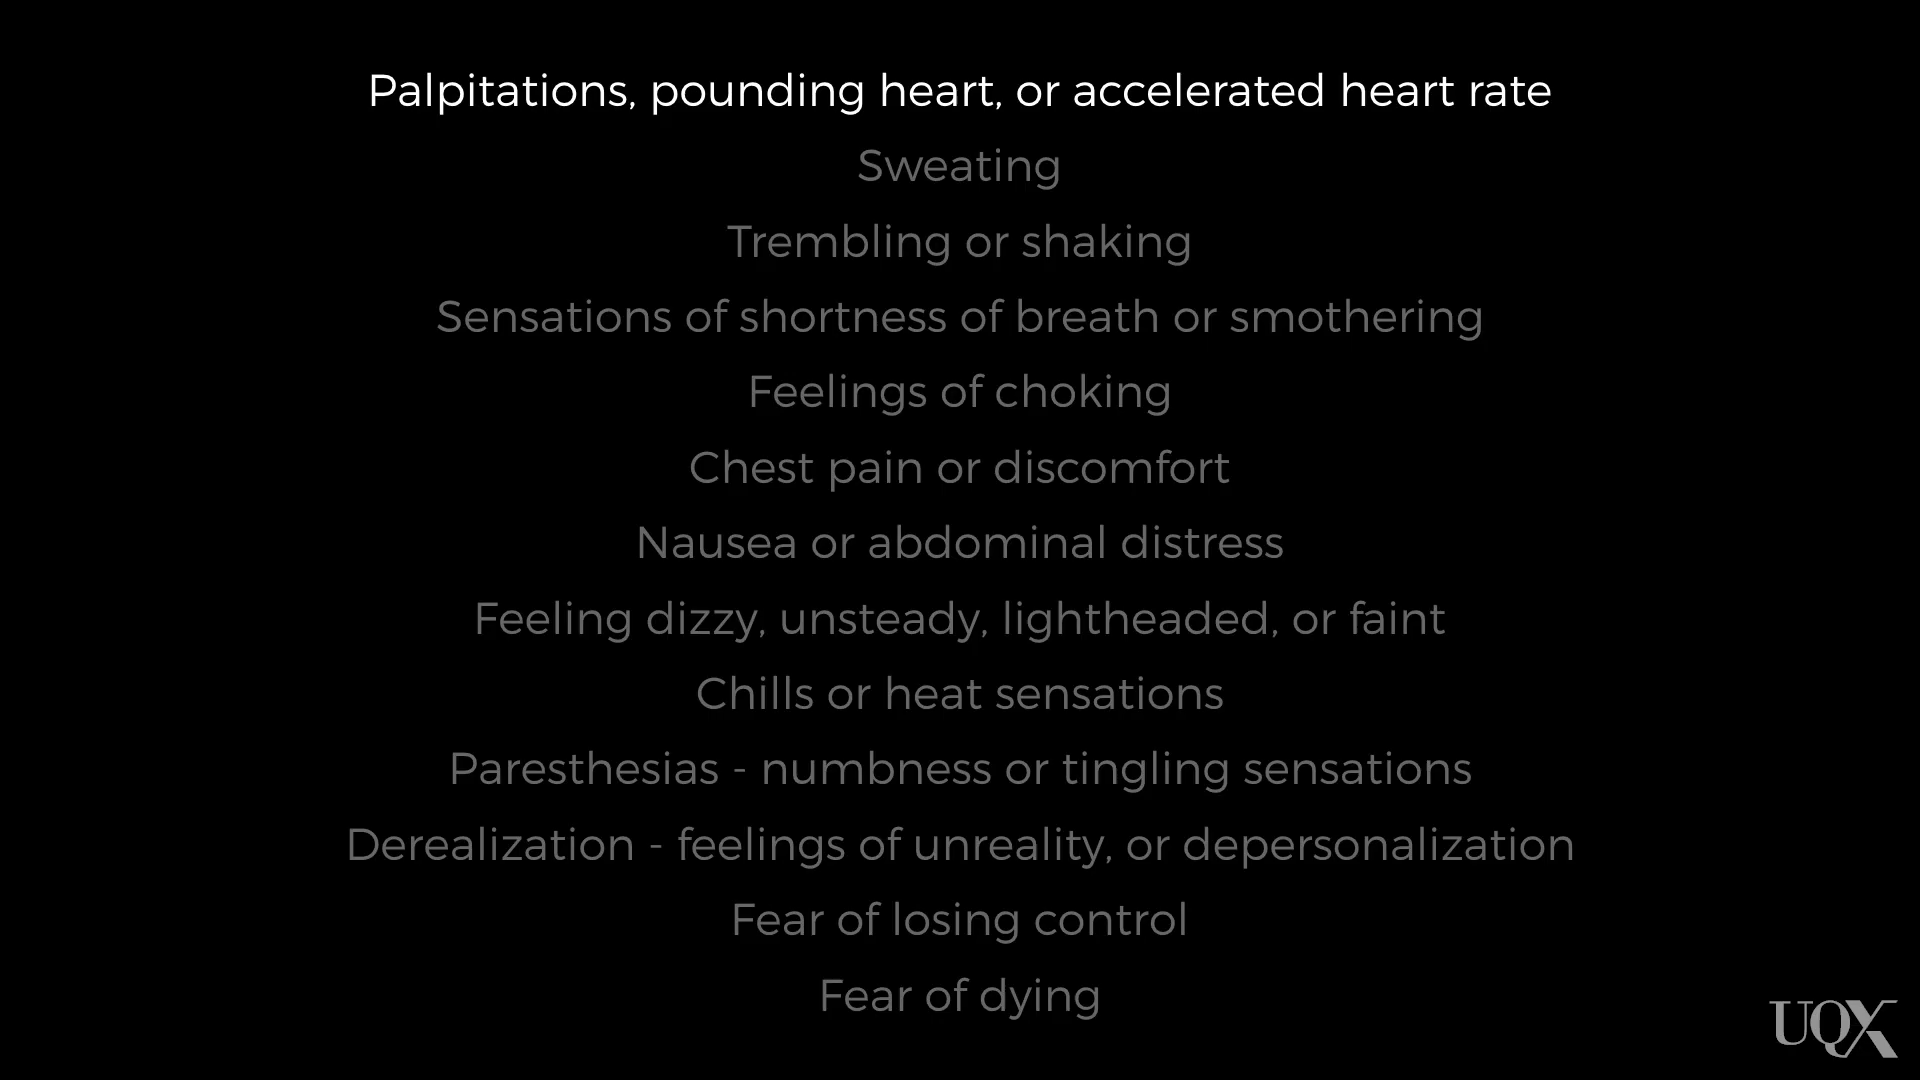 Palpitations, pounding heart, or accelerated heart rate
Sweating
Trembling or shaking
Sensations of shortness of breath or smothering
Feelings of choking
Chest pain or discomfort
Nausea or abdominal distress
Feeling dizzy, unsteady, lightheaded, or faint
Chills or heat sensations
Paresthesias - numbness or tingling sensations
Derealization - feelings of unreality, or depersonalization
Fear of losing control
Fear of dying
UQX